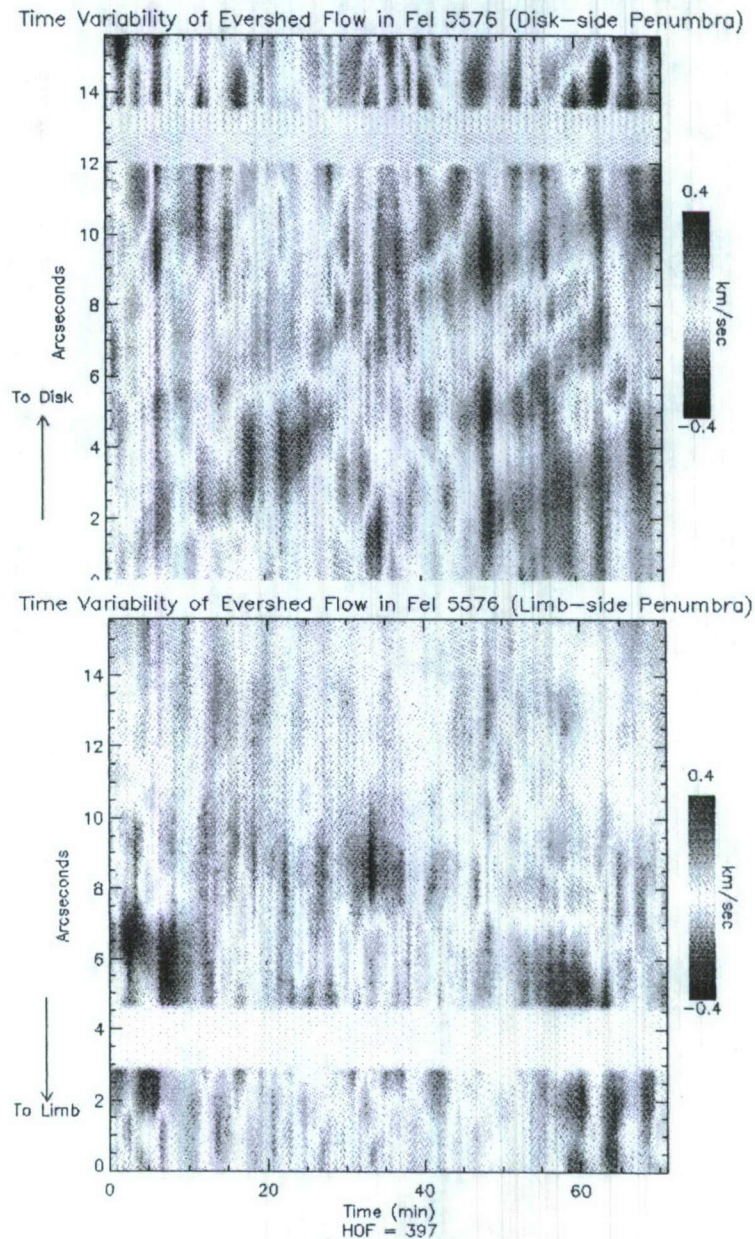 Time Variability of Evershed Flow in FeI 5576 (Disk-side Penumbra)
14
12
10
8
6
4
2
0
Arcseconds
To Disk
0.4
km/sec
-0.4
Time Variability of Evershed Flow in FeI 5576 (Limb-side Penumbra)
14
12
10
8
6
4
2
0
Arcseconds
To Limb
0.4
km/sec
-0.4
0 20 40 60
Time (min)
HOF = 397